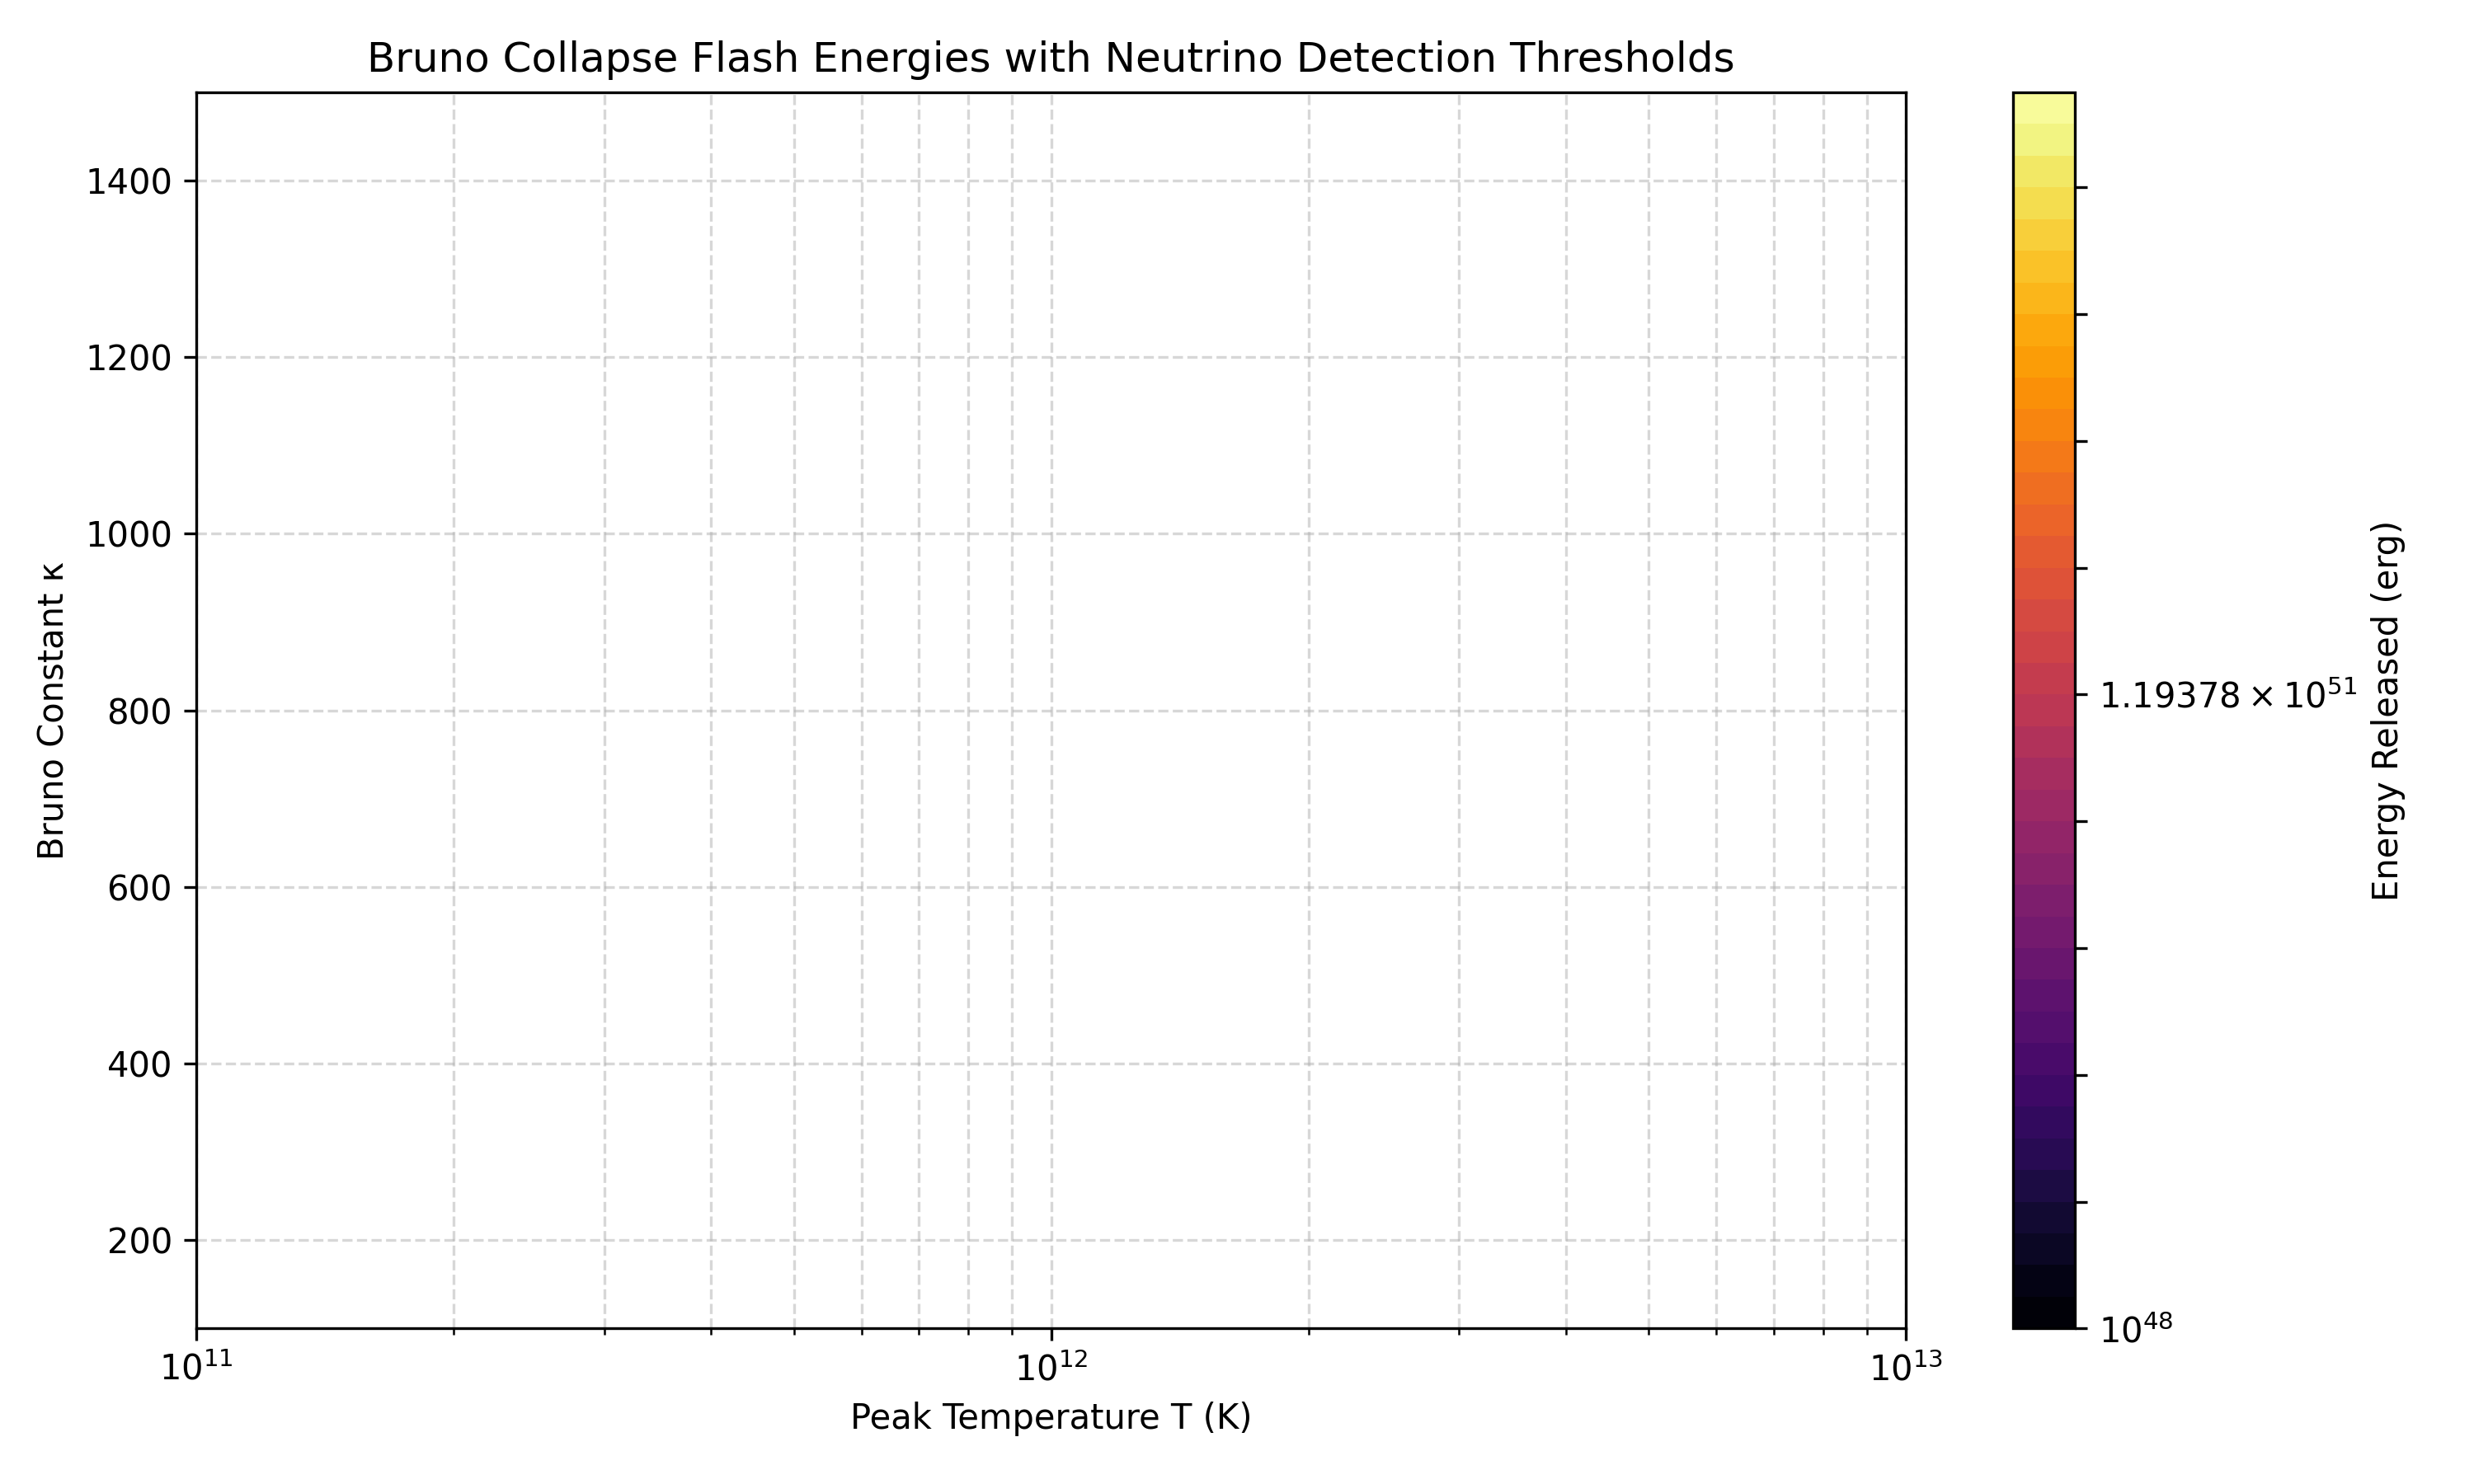 Bruno Collapse Flash Energies with Neutrino Detection Thresholds
Bruno Constant κ
1400
1200
1000
800
600
400
200
10¹¹
10¹²
10¹³
Peak Temperature T (K)
1.19378 × 10⁵¹
10⁴⁸
Energy Released (erg)